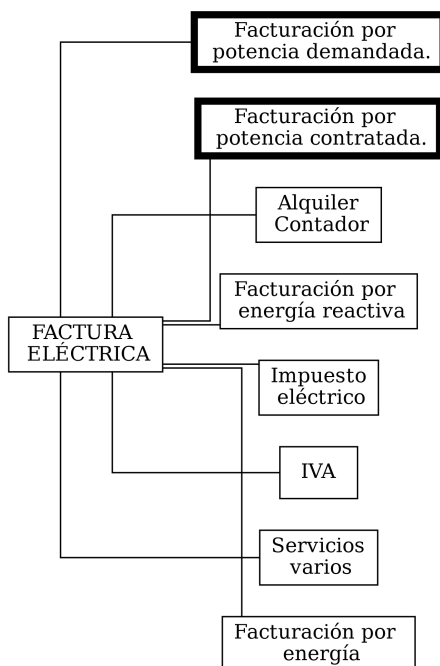 Facturación por
potencia demandada.
Facturación por
potencia contratada.
Alquiler
Contador
Facturación por
energía reactiva
FACTURA
ELÉCTRICA
Impuesto
eléctrico
IVA
Servicios
varios
Facturación por
energía